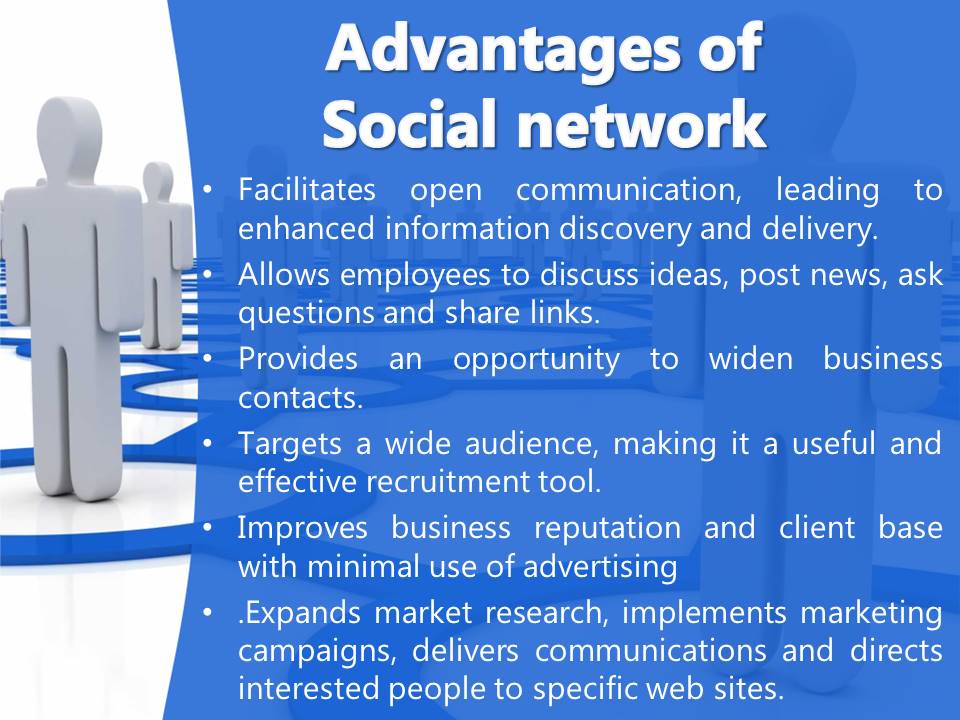 Advantages of
Social network
• Facilitates open communication, leading to
enhanced information discovery and delivery.
• Allows employees to discuss ideas, post news, ask
questions and share links.
• Provides an opportunity to widen business
contacts.
• Targets a wide audience, making it a useful and
effective recruitment tool.
• Improves business reputation and client base
with minimal use of advertising
• .Expands market research, implements marketing
campaigns, delivers communications and directs
interested people to specific web sites.